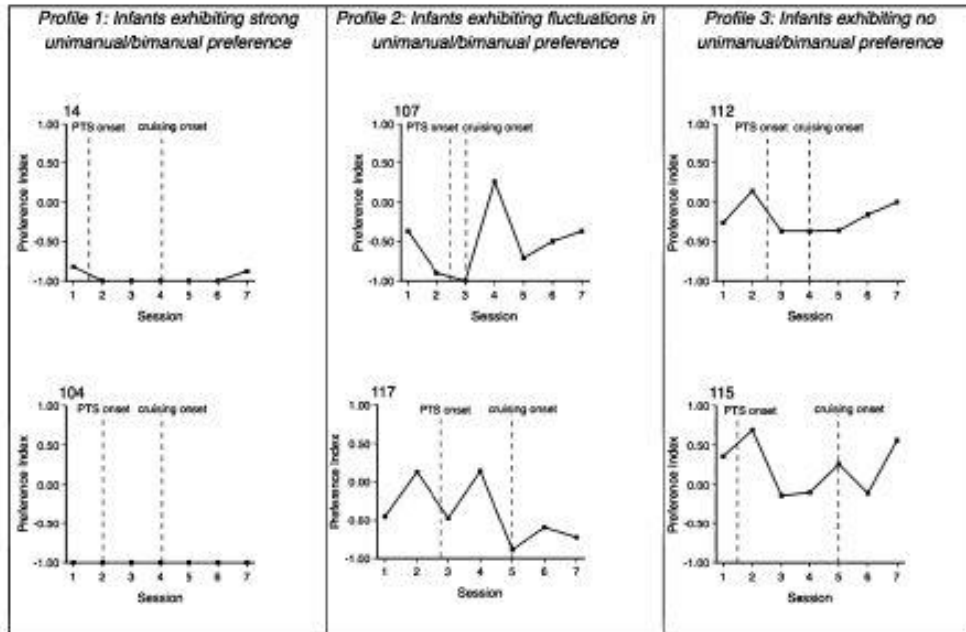 Profile 1: Infants exhibiting strong
unimanual/bimanual preference
Profile 2: Infants exhibiting fluctuations in
unimanual/bimanual preference
Profile 3: Infants exhibiting no
unimanual/bimanual preference
14
PTS onset cruising onset
Preference Index
1.00
0.50
0.00
-0.50
-1.00
1 2 3 4 5 6 7
Session
107
PTS onset cruising onset
Preference Index
1.00
0.50
0.00
-0.50
-1.00
1 2 3 4 5 6 7
Session
112
PTS onset cruising onset
Preference Index
1.00
0.50
0.00
-0.50
-1.00
1 2 3 4 5 6 7
Session
104
PTS onset cruising onset
Preference Index
1.00
0.50
0.00
-0.50
-1.00
1 2 3 4 5 6 7
Session
117
PTS onset cruising onset
Preference Index
1.00
0.50
0.00
-0.50
-1.00
1 2 3 4 5 6 7
Session
115
PTS onset cruising onset
Preference Index
1.00
0.50
0.00
-0.50
-1.00
1 2 3 4 5 6 7
Session